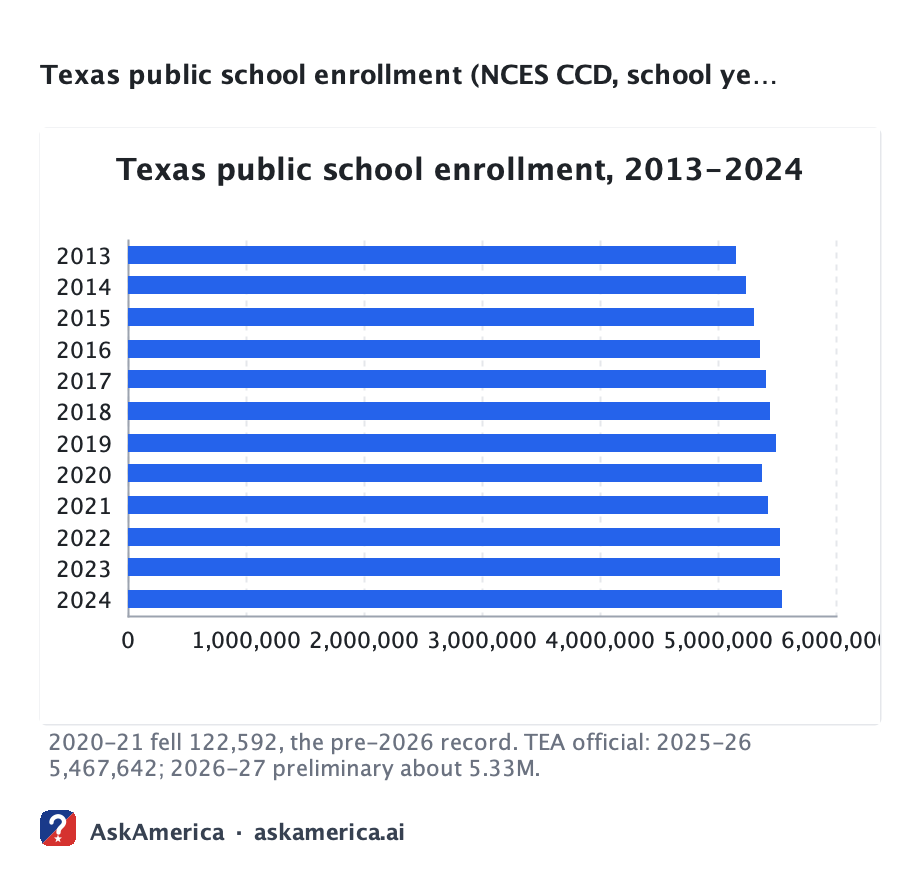 Texas public school enrollment (NCES CCD, school ye…
Texas public school enrollment, 2013–2024
2013
2014
2015
2016
2017
2018
2019
2020
2021
2022
2023
2024
0 1,000,000 2,000,000 3,000,000 4,000,000 5,000,000 6,000,00
2020–21 fell 122,592, the pre–2026 record. TEA official: 2025–26
5,467,642; 2026–27 preliminary about 5.33M.
AskAmerica · askamerica.ai